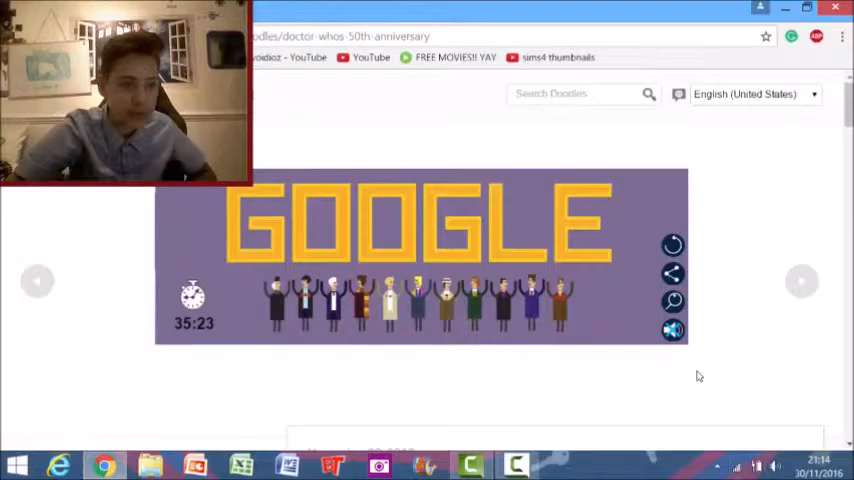 odles/doctor-whos-50th-anniversary
voidioz - YouTube YouTube FREE MOVIES!! YAY sims4 thumbnails
Search Doodles English (United States)
GOOGLE
35:23
21:14
30/11/2016